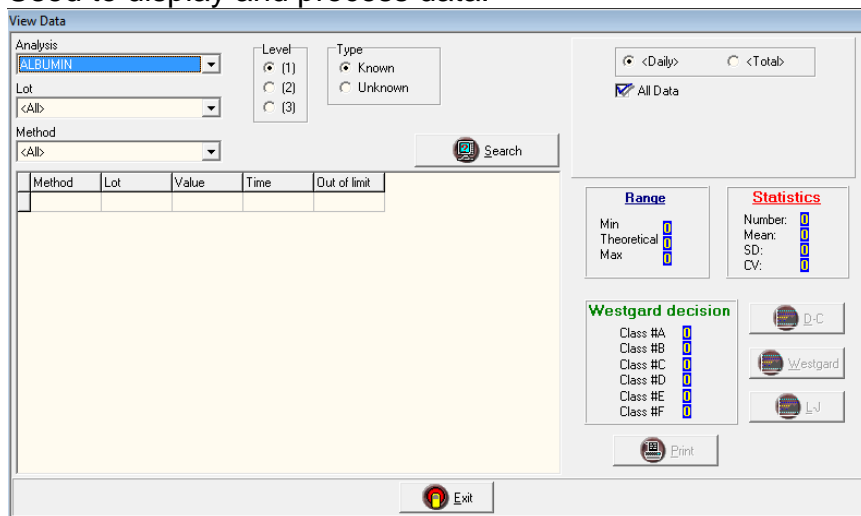 Used to display and process data.
View Data
Analysis
ALBUMIN
Lot
<All>
Method
<All>
Level
(1)
(2)
(3)
Type
Known
Unknown
Search
<Daily> <Total>
All Data
Method Lot Value Time Out of limit
Range
Min 0
Theoretical 0
Max 0
Statistics
Number: 0
Mean: 0
SD: 0
CV: 0
Westgard decision
Class #A 0
Class #B 0
Class #C 0
Class #D 0
Class #E 0
Class #F 0
D-C
Westgard
L-J
Print
Exit